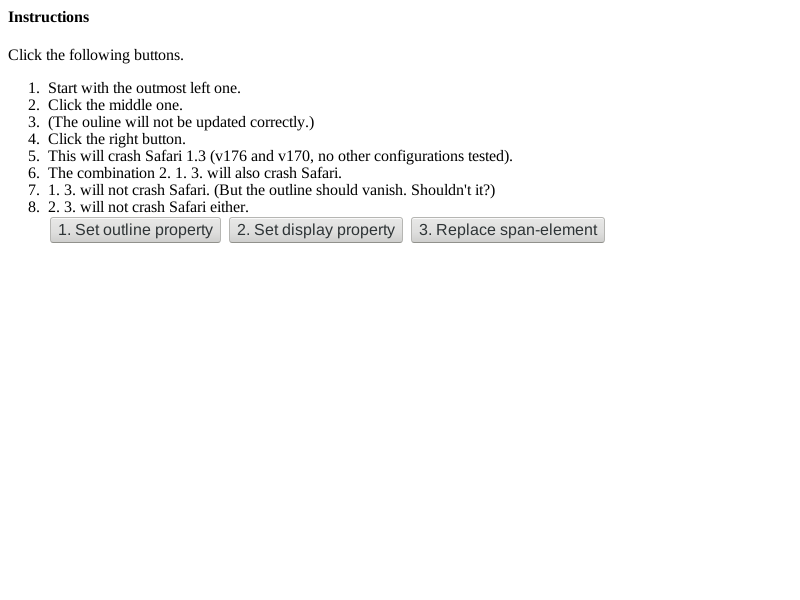 Instructions
Click the following buttons.
1. Start with the outmost left one.
2. Click the middle one.
3. (The ouline will not be updated correctly.)
4. Click the right button.
5. This will crash Safari 1.3 (v176 and v170, no other configurations tested).
6. The combination 2. 1. 3. will also crash Safari.
7. 1. 3. will not crash Safari. (But the outline should vanish. Shouldn't it?)
8. 2. 3. will not crash Safari either.
1. Set outline property 2. Set display property 3. Replace span-element